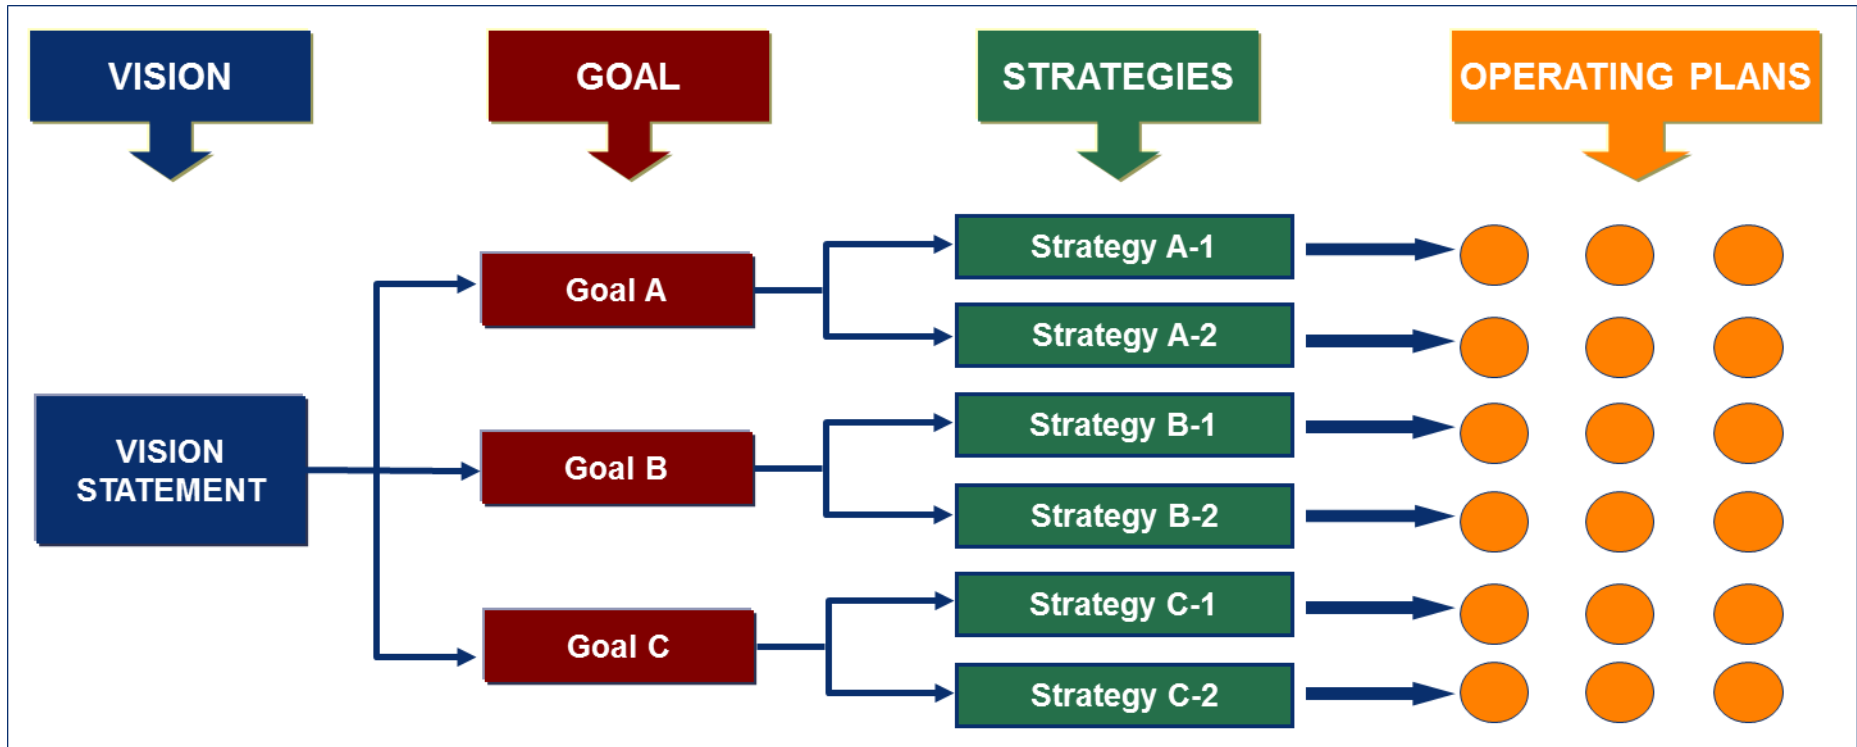 VISION
GOAL
STRATEGIES
OPERATING PLANS
VISION
STATEMENT
Goal A
Goal B
Goal C
Strategy A-1
Strategy A-2
Strategy B-1
Strategy B-2
Strategy C-1
Strategy C-2